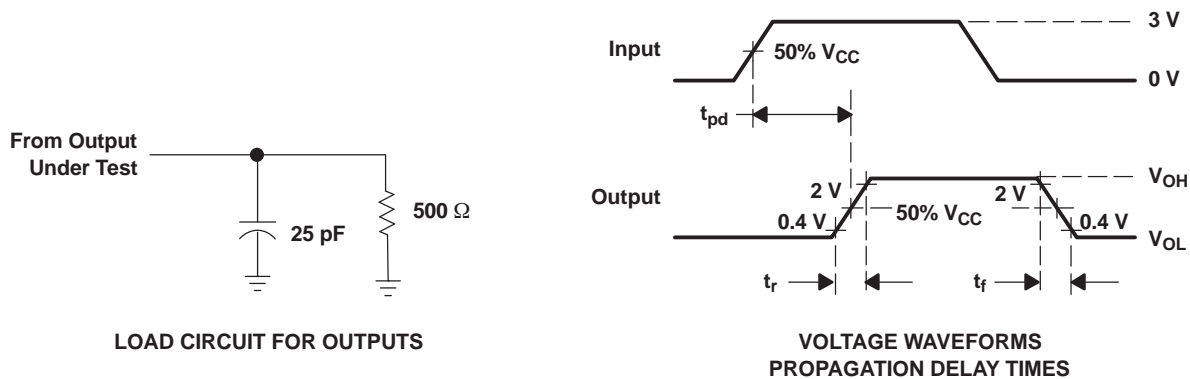 From Output
Under Test
25 pF
500 Ω
LOAD CIRCUIT FOR OUTPUTS
Input
50% VCC
3 V
0 V
tpd
Output
2 V
0.4 V
50% VCC
2 V
0.4 V
VOH
VOL
tr
tf
VOLTAGE WAVEFORMS
PROPAGATION DELAY TIMES